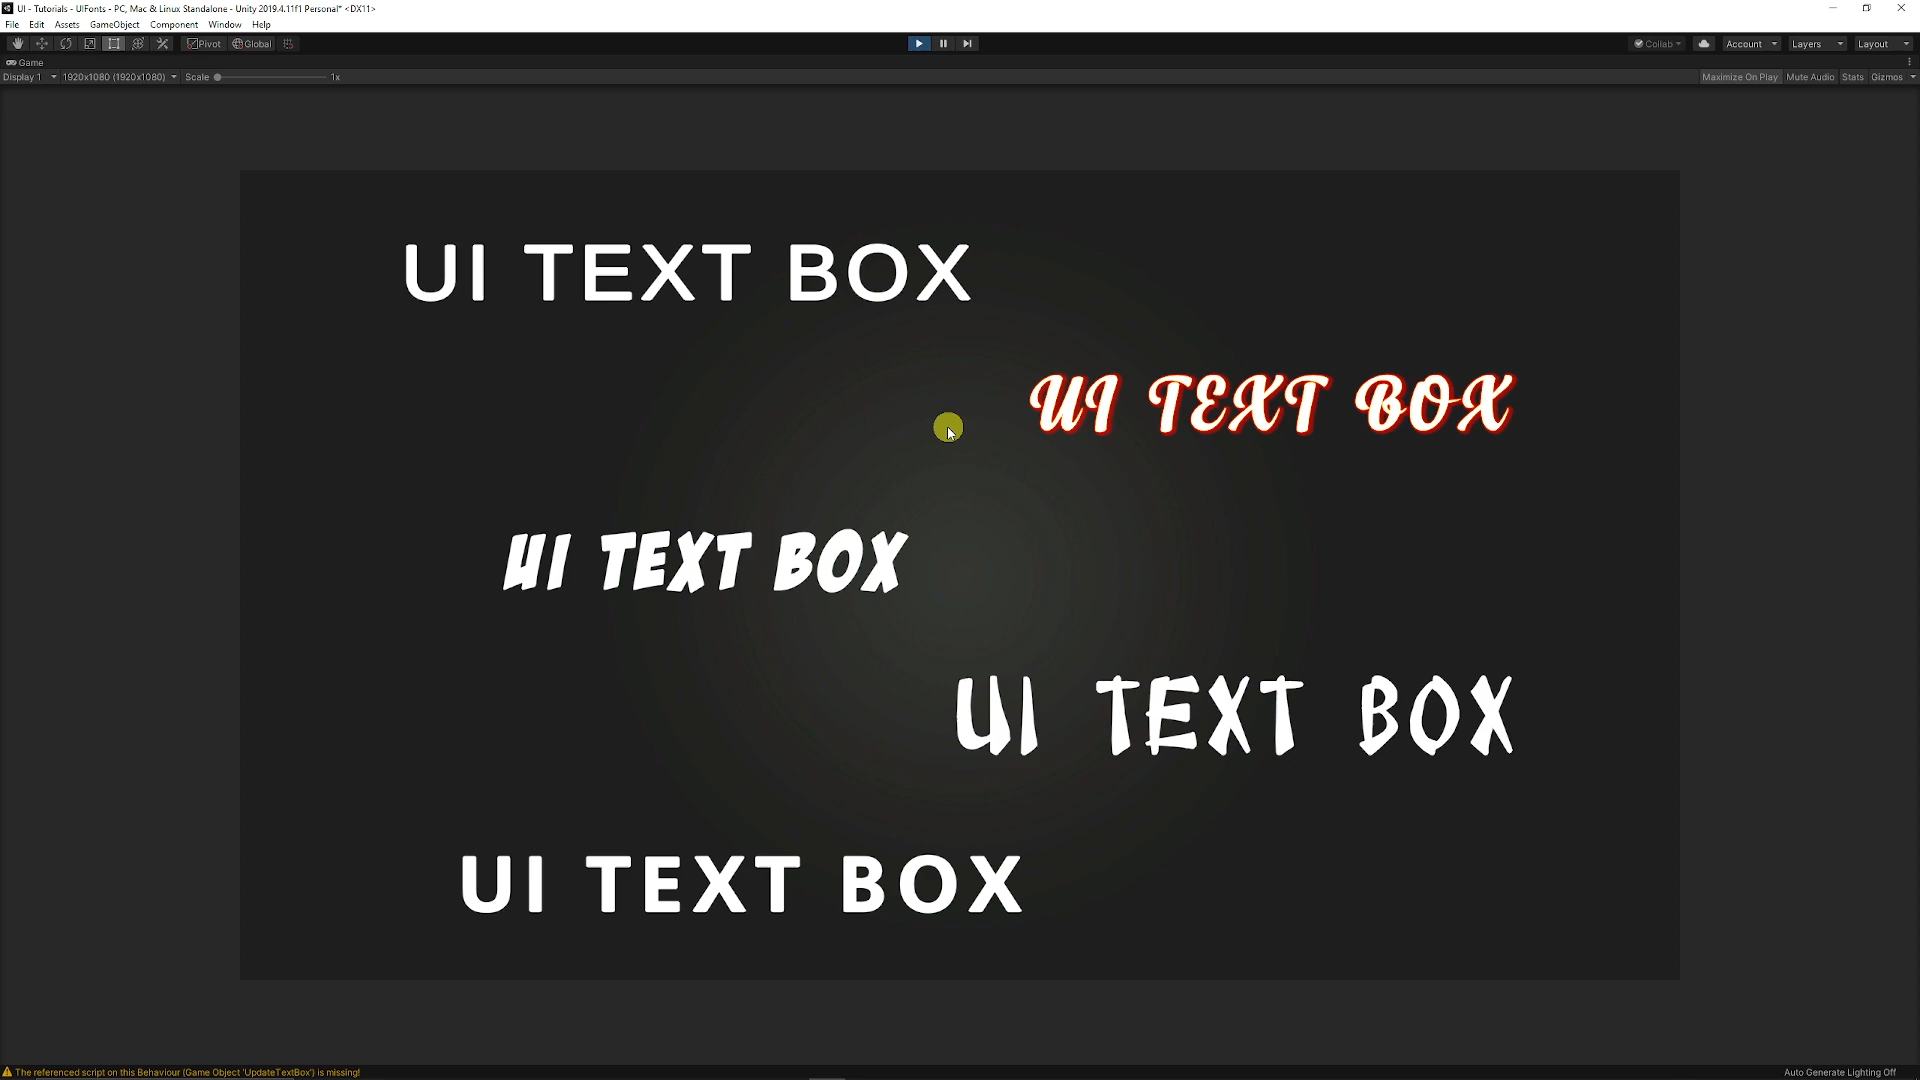 UI - Tutorials - UIFonts - PC, Mac & Linux Standalone - Unity 2019.4.11f1 Personal* <DX11>
File Edit Assets GameObject Component Window Help
Pivot Global Collab Account Layers Layout
Game
Display 1 1920x1080 (1920x1080) Scale 1x Maximize On Play Mute Audio Stats Gizmos
UI TEXT BOX
UI TEXT BOX
UI TEXT BOX
UI TEXT BOX
UI TEXT BOX
The referenced script on this Behaviour (Game Object 'UpdateTextBox') is missing! Auto Generate Lighting Off